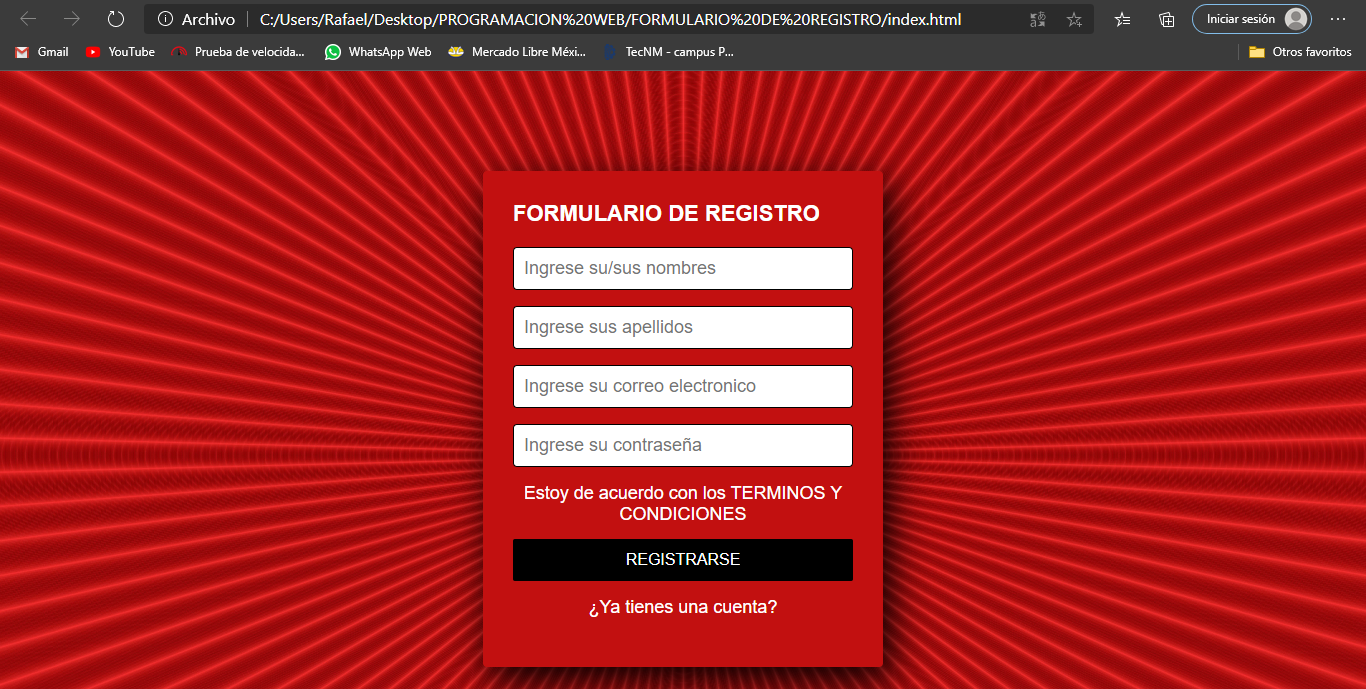 Archivo C:/Users/Rafael/Desktop/PROGRAMACION%20WEB/FORMULARIO%20DE%20REGISTRO/index.html Iniciar sesión
Gmail YouTube Prueba de velocida... WhatsApp Web Mercado Libre Méxi... TecNM - campus P... Otros favoritos
FORMULARIO DE REGISTRO
Ingrese su/sus nombres
Ingrese sus apellidos
Ingrese su correo electronico
Ingrese su contraseña
Estoy de acuerdo con los TERMINOS Y
CONDICIONES
REGISTRARSE
¿Ya tienes una cuenta?